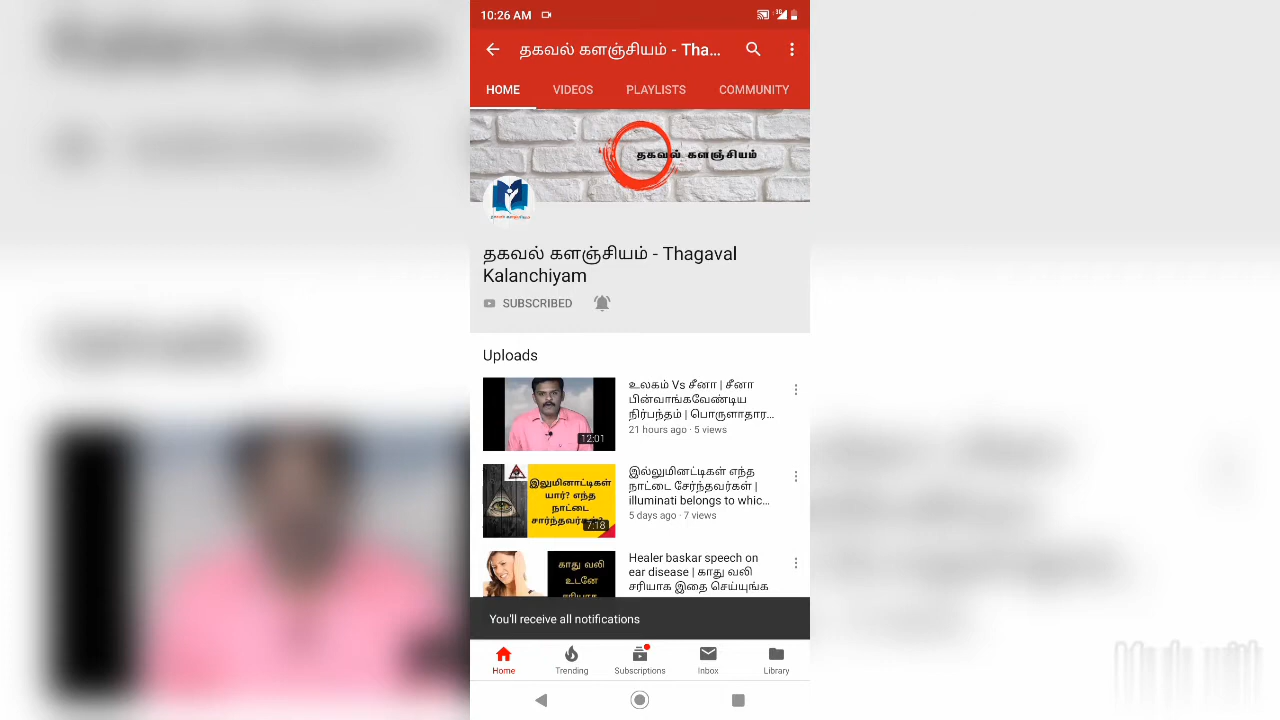 10:26 AM
தகவல் களஞ்சியம் - Tha...
HOME VIDEOS PLAYLISTS COMMUNITY
தகவல் களஞ்சியம்
தகவல் களஞ்சியம் - Thagaval
Kalanchiyam
SUBSCRIBED
Uploads
உலகம் Vs சீனா | சீனா
பின்வாங்கவேண்டிய
நிர்பந்தம் | பொருளாதார...
21 hours ago · 5 views
12:01
இல்லுமினட்டிகள் எந்த
நாட்டை சேர்ந்தவர்கள் |
illuminati belongs to whic...
5 days ago · 7 views
இலுமினாட்டிகள்
யார்? எந்த
நாட்டை
7:18
Healer baskar speech on
ear disease | காது வலி
சரியாக இதை செய்யுங்க
காது வலி
உடனே
You'll receive all notifications
Home Trending Subscriptions Inbox Library